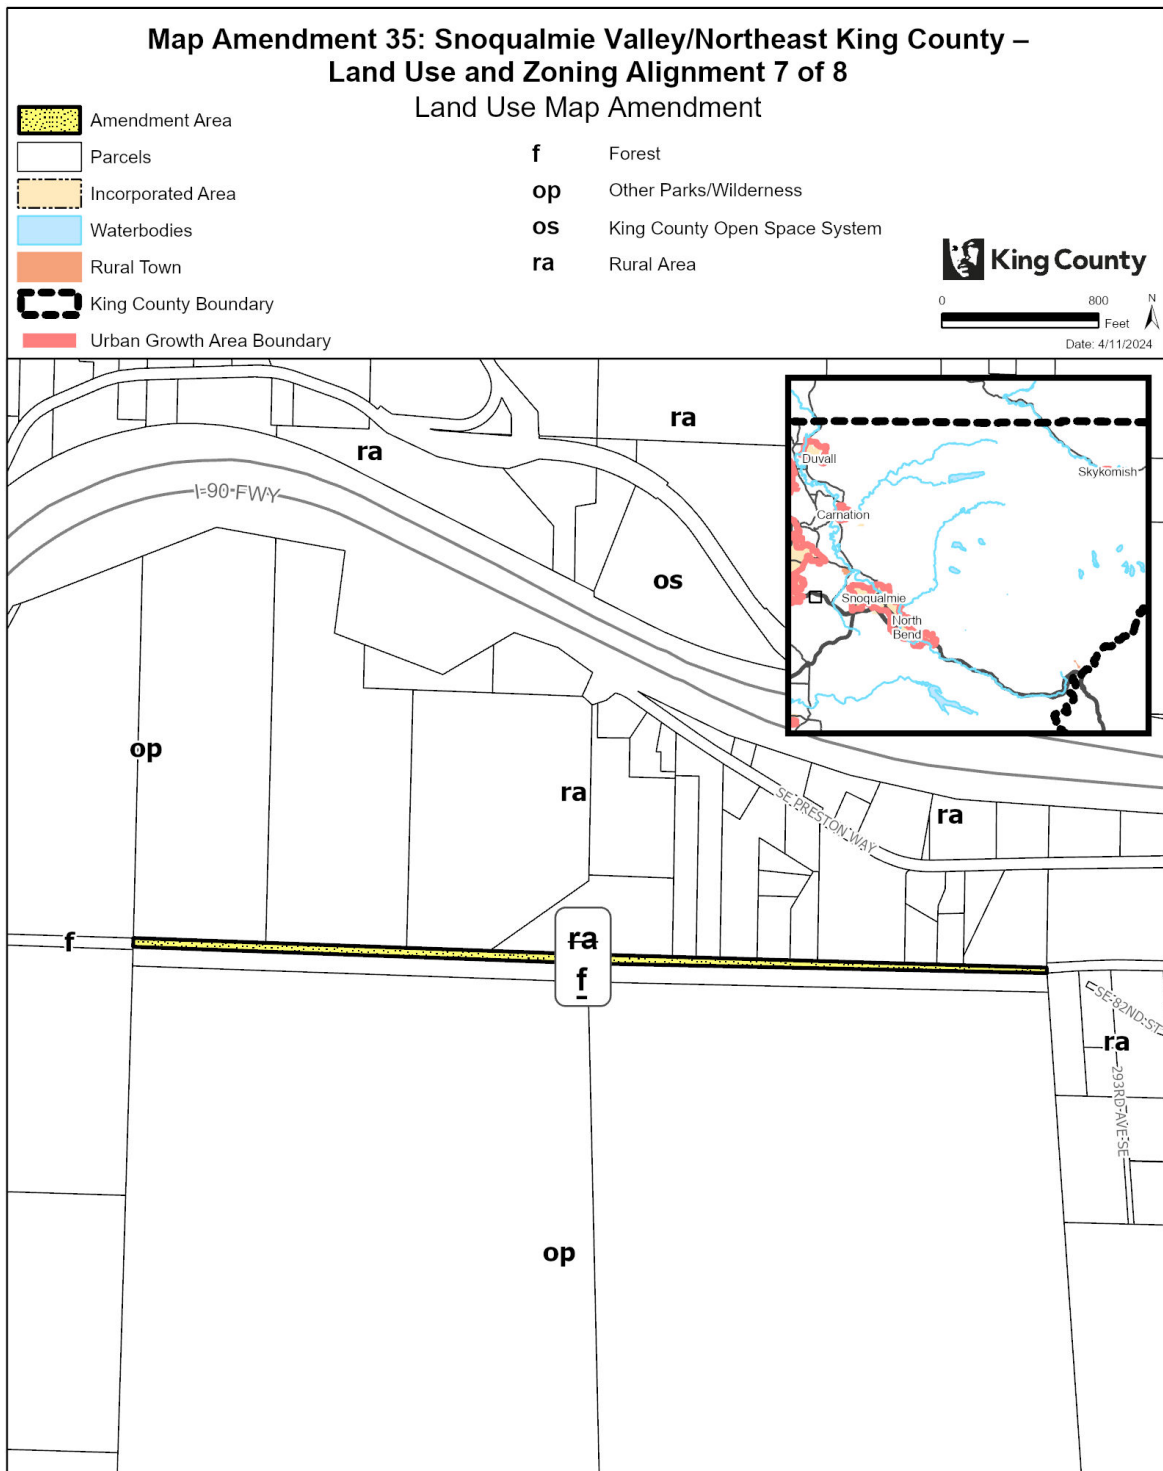 Map Amendment 35: Snoqualmie Valley/Northeast King County –
Land Use and Zoning Alignment 7 of 8
Land Use Map Amendment
Amendment Area
Parcels
Incorporated Area
Waterbodies
Rural Town
King County Boundary
Urban Growth Area Boundary
f Forest
op Other Parks/Wilderness
os King County Open Space System
ra Rural Area
King County
0 800
Feet
N
Date: 4/11/2024
ra
ra
I-90 FWY
os
Duvall
Skykomish
Carnation
Snoqualmie
North
Bend
op
ra
SE PRESTON WAY
ra
f
ra
f
SE 82ND ST
ra
293RD AVE SE
op